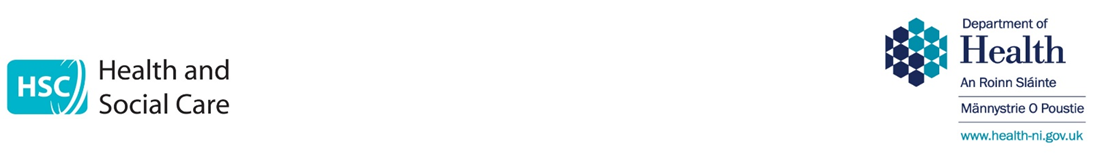 HSC
Health and
Social Care
Department of
Health
An Roinn Sláinte
Männystrie O Poustie
www.health-ni.gov.uk